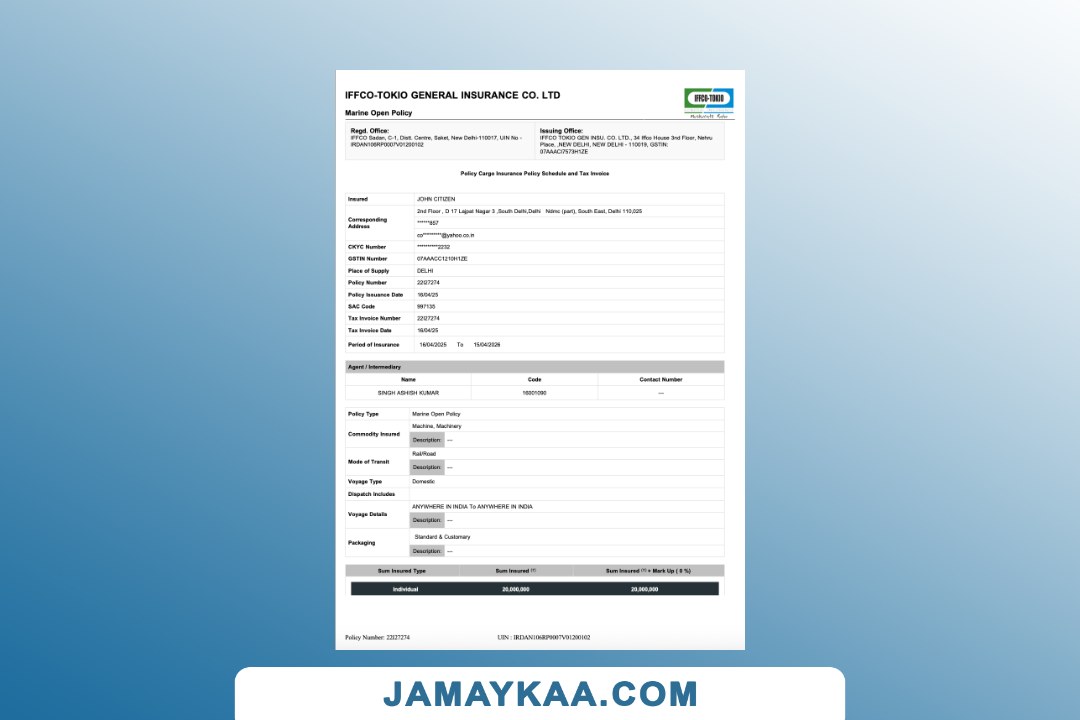 IFFCO-TOKIO GENERAL INSURANCE CO. LTD
IFFCO-TOKIO
Muskurate Raho
Marine Open Policy
Regd. Office:
IFFCO Sadan, C-1, Distt. Centre, Saket, New Delhi-110017, UIN No -
IRDAN106RP0007V01200102
Issuing Office:
IFFCO TOKIO GEN INSU. CO. LTD., 34 Iffco House 3nd Floor, Nehru
Place, ,NEW DELHI, NEW DELHI - 110019, GSTIN:
07AAACI7573H1ZE
Policy Cargo Insurance Policy Schedule and Tax Invoice
Insured JOHN CITIZEN
Corresponding Address 2nd Floor , D 17 Lajpat Nagar 3 ,South Delhi,Delhi Ndmc (part), South East, Delhi 110,025
******657
co*********@yahoo.co.in
CKYC Number **********2232
GSTIN Number 07AAACC1210H1ZE
Place of Supply DELHI
Policy Number 22I27274
Policy Issuance Date 16/04/25
SAC Code 997135
Tax Invoice Number 22I27274
Tax Invoice Date 16/04/25
Period of Insurance 16/04/2025 To 15/04/2026
Agent / Intermediary
Name Code Contact Number
SINGH ASHISH KUMAR 16001090 ---
Policy Type Marine Open Policy
Commodity Insured Machine, Machinery
Description: ---
Mode of Transit Rail/Road
Description: ---
Voyage Type Domestic
Dispatch Includes
Voyage Details ANYWHERE IN INDIA To ANYWHERE IN INDIA
Description: ---
Packaging Standard & Customary
Description: ---
Sum Insured Type Sum Insured (₹) Sum Insured (₹) + Mark Up ( 0 %)
Individual 20,000,000 20,000,000
Policy Number: 22I27274 UIN : IRDAN106RP0007V01200102
JAMAYKAA.COM